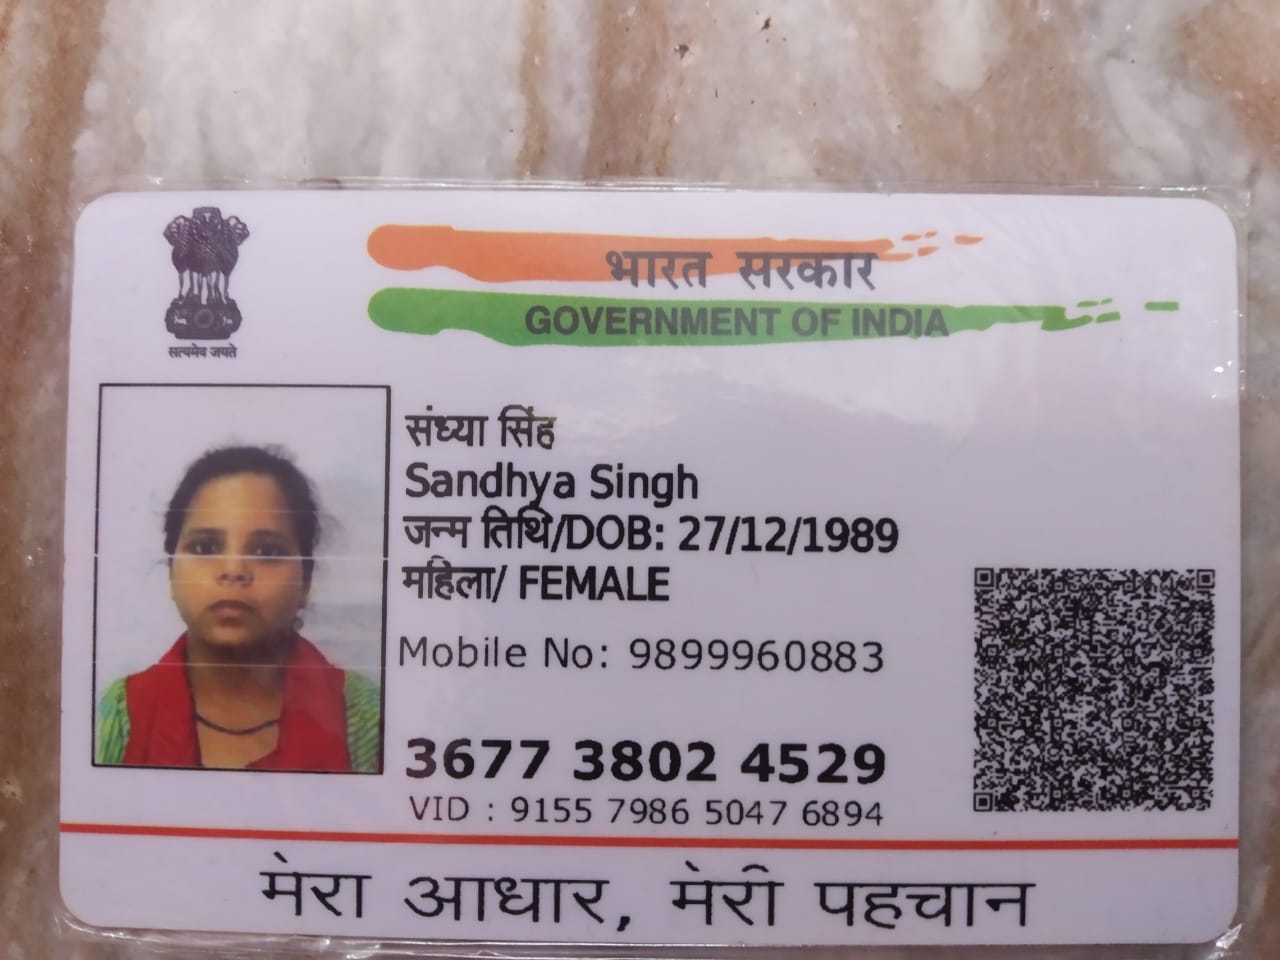 सत्यमेव जयते
भारत सरकार
GOVERNMENT OF INDIA
संध्या सिंह
Sandhya Singh
जन्म तिथि/DOB: 27/12/1989
महिला/ FEMALE
Mobile No: 9899960883
3677 3802 4529
VID : 9155 7986 5047 6894
मेरा आधार, मेरी पहचान